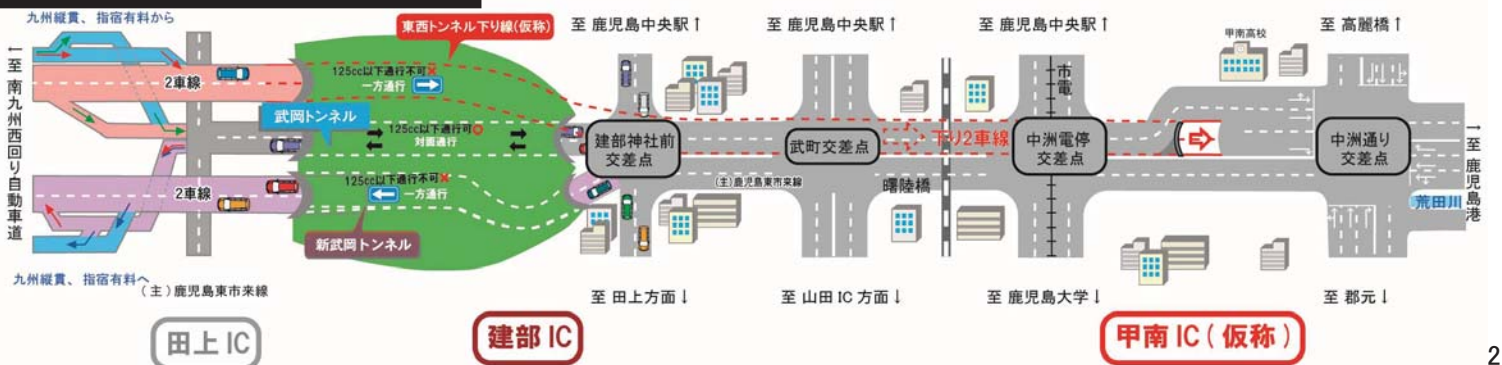 九州縦貫、指宿有料から
東西トンネル下り線(仮称)
至 鹿児島中央駅↑
至 鹿児島中央駅↑
至 鹿児島中央駅↑
至 高麗橋↑
甲南高校
←至 南九州西回り自動車道
2車線
125cc以下通行不可×
一方通行
市電
武岡トンネル
125cc以下通行可○
対面通行
建部神社前
交差点
武町交差点
下り2車線
中洲電停
交差点
中洲通り
交差点
→至 鹿児島港
125cc以下通行不可×
2車線
一方通行
(主)鹿児島東市来線
曙陸橋
荒田川
新武岡トンネル
九州縦貫、指宿有料へ
(主)鹿児島東市来線
至 田上方面↓
至 山田 IC 方面↓
至 鹿児島大学↓
至 郡元↓
田上 IC
建部 IC
甲南 IC (仮称)
2